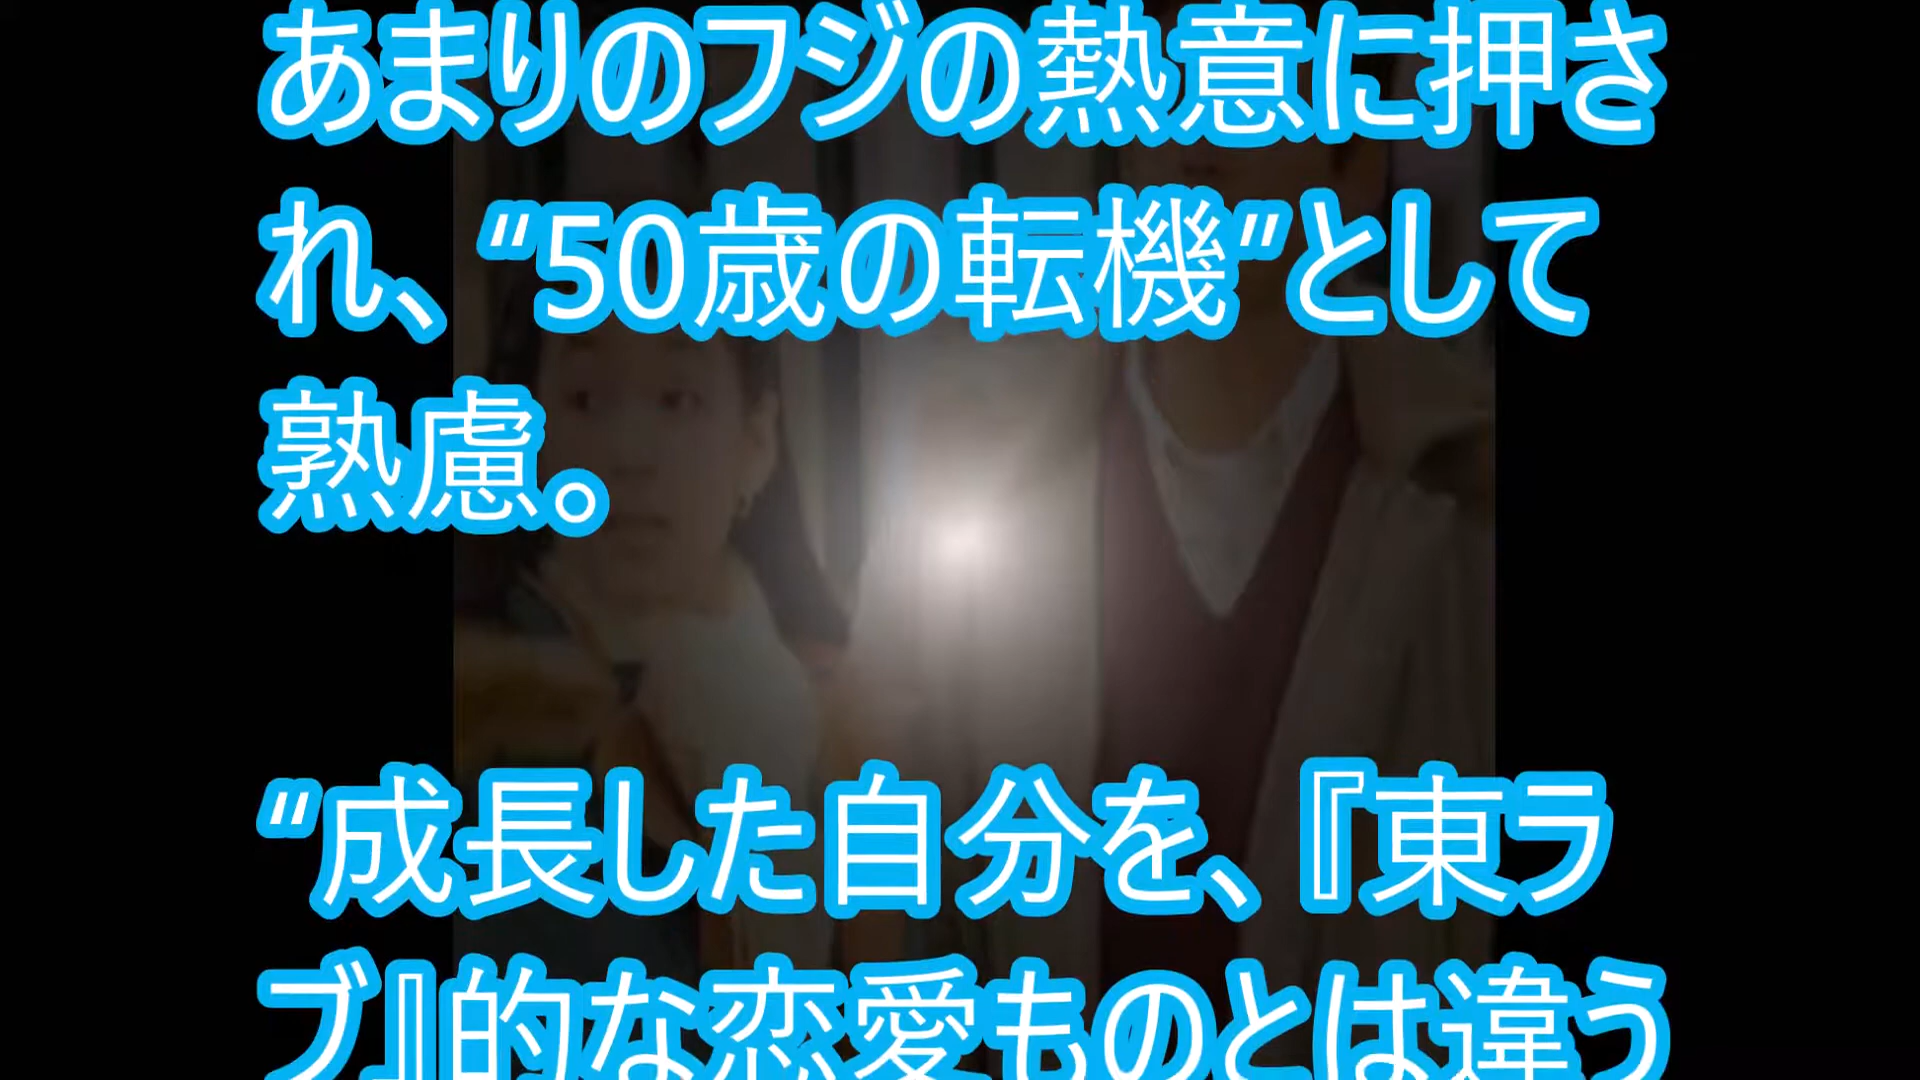 あまりのフジの熱意に押さ
れ、“50歳の転機”として
熟慮。
“成長した自分を、『東ラ
ブ』的な恋愛ものとは違う